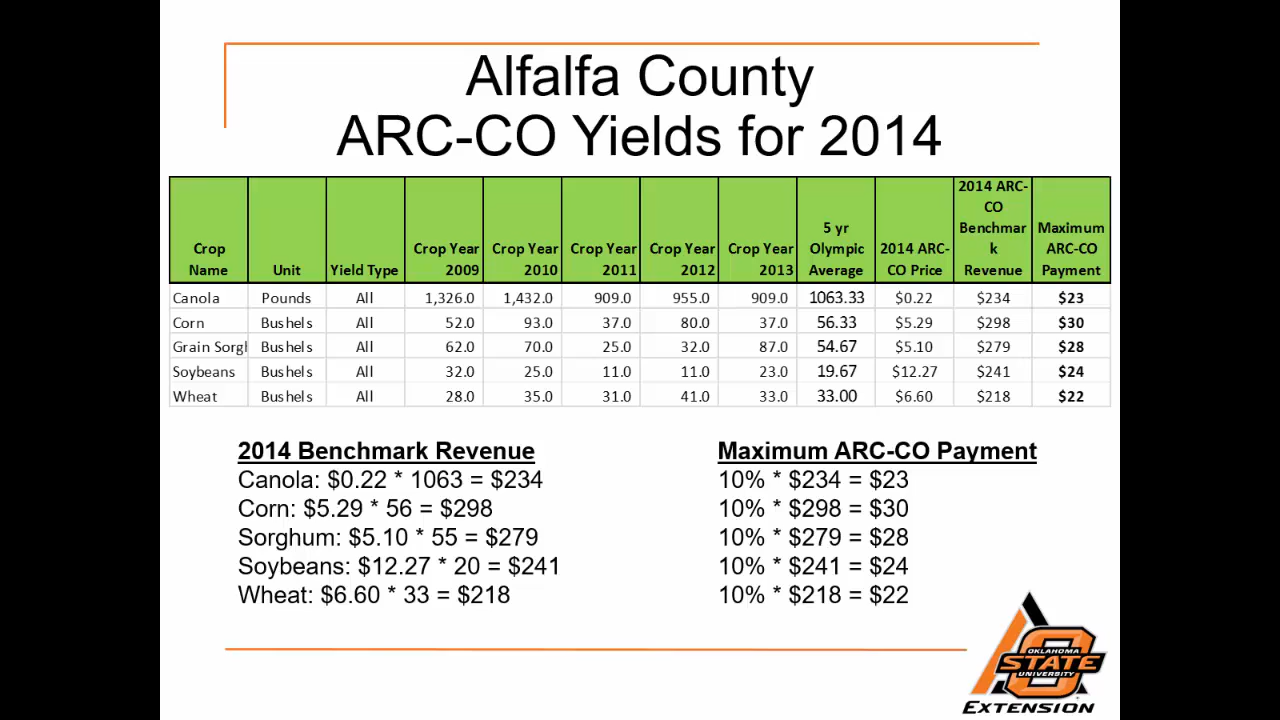 Alfalfa County
ARC-CO Yields for 2014
Crop Name Unit Yield Type Crop Year 2009 Crop Year 2010 Crop Year 2011 Crop Year 2012 Crop Year 2013 5 yr Olympic Average 2014 ARC-CO Price 2014 ARC-CO Benchmark Revenue Maximum ARC-CO Payment
Canola Pounds All 1,326.0 1,432.0 909.0 955.0 909.0 1063.33 $0.22 $234 $23
Corn Bushels All 52.0 93.0 37.0 80.0 37.0 56.33 $5.29 $298 $30
Grain Sorgh Bushels All 62.0 70.0 25.0 32.0 87.0 54.67 $5.10 $279 $28
Soybeans Bushels All 32.0 25.0 11.0 11.0 23.0 19.67 $12.27 $241 $24
Wheat Bushels All 28.0 35.0 31.0 41.0 33.0 33.00 $6.60 $218 $22
2014 Benchmark Revenue
Canola: $0.22 * 1063 = $234
Corn: $5.29 * 56 = $298
Sorghum: $5.10 * 55 = $279
Soybeans: $12.27 * 20 = $241
Wheat: $6.60 * 33 = $218
Maximum ARC-CO Payment
10% * $234 = $23
10% * $298 = $30
10% * $279 = $28
10% * $241 = $24
10% * $218 = $22
OKLAHOMA
STATE
UNIVERSITY
EXTENSION